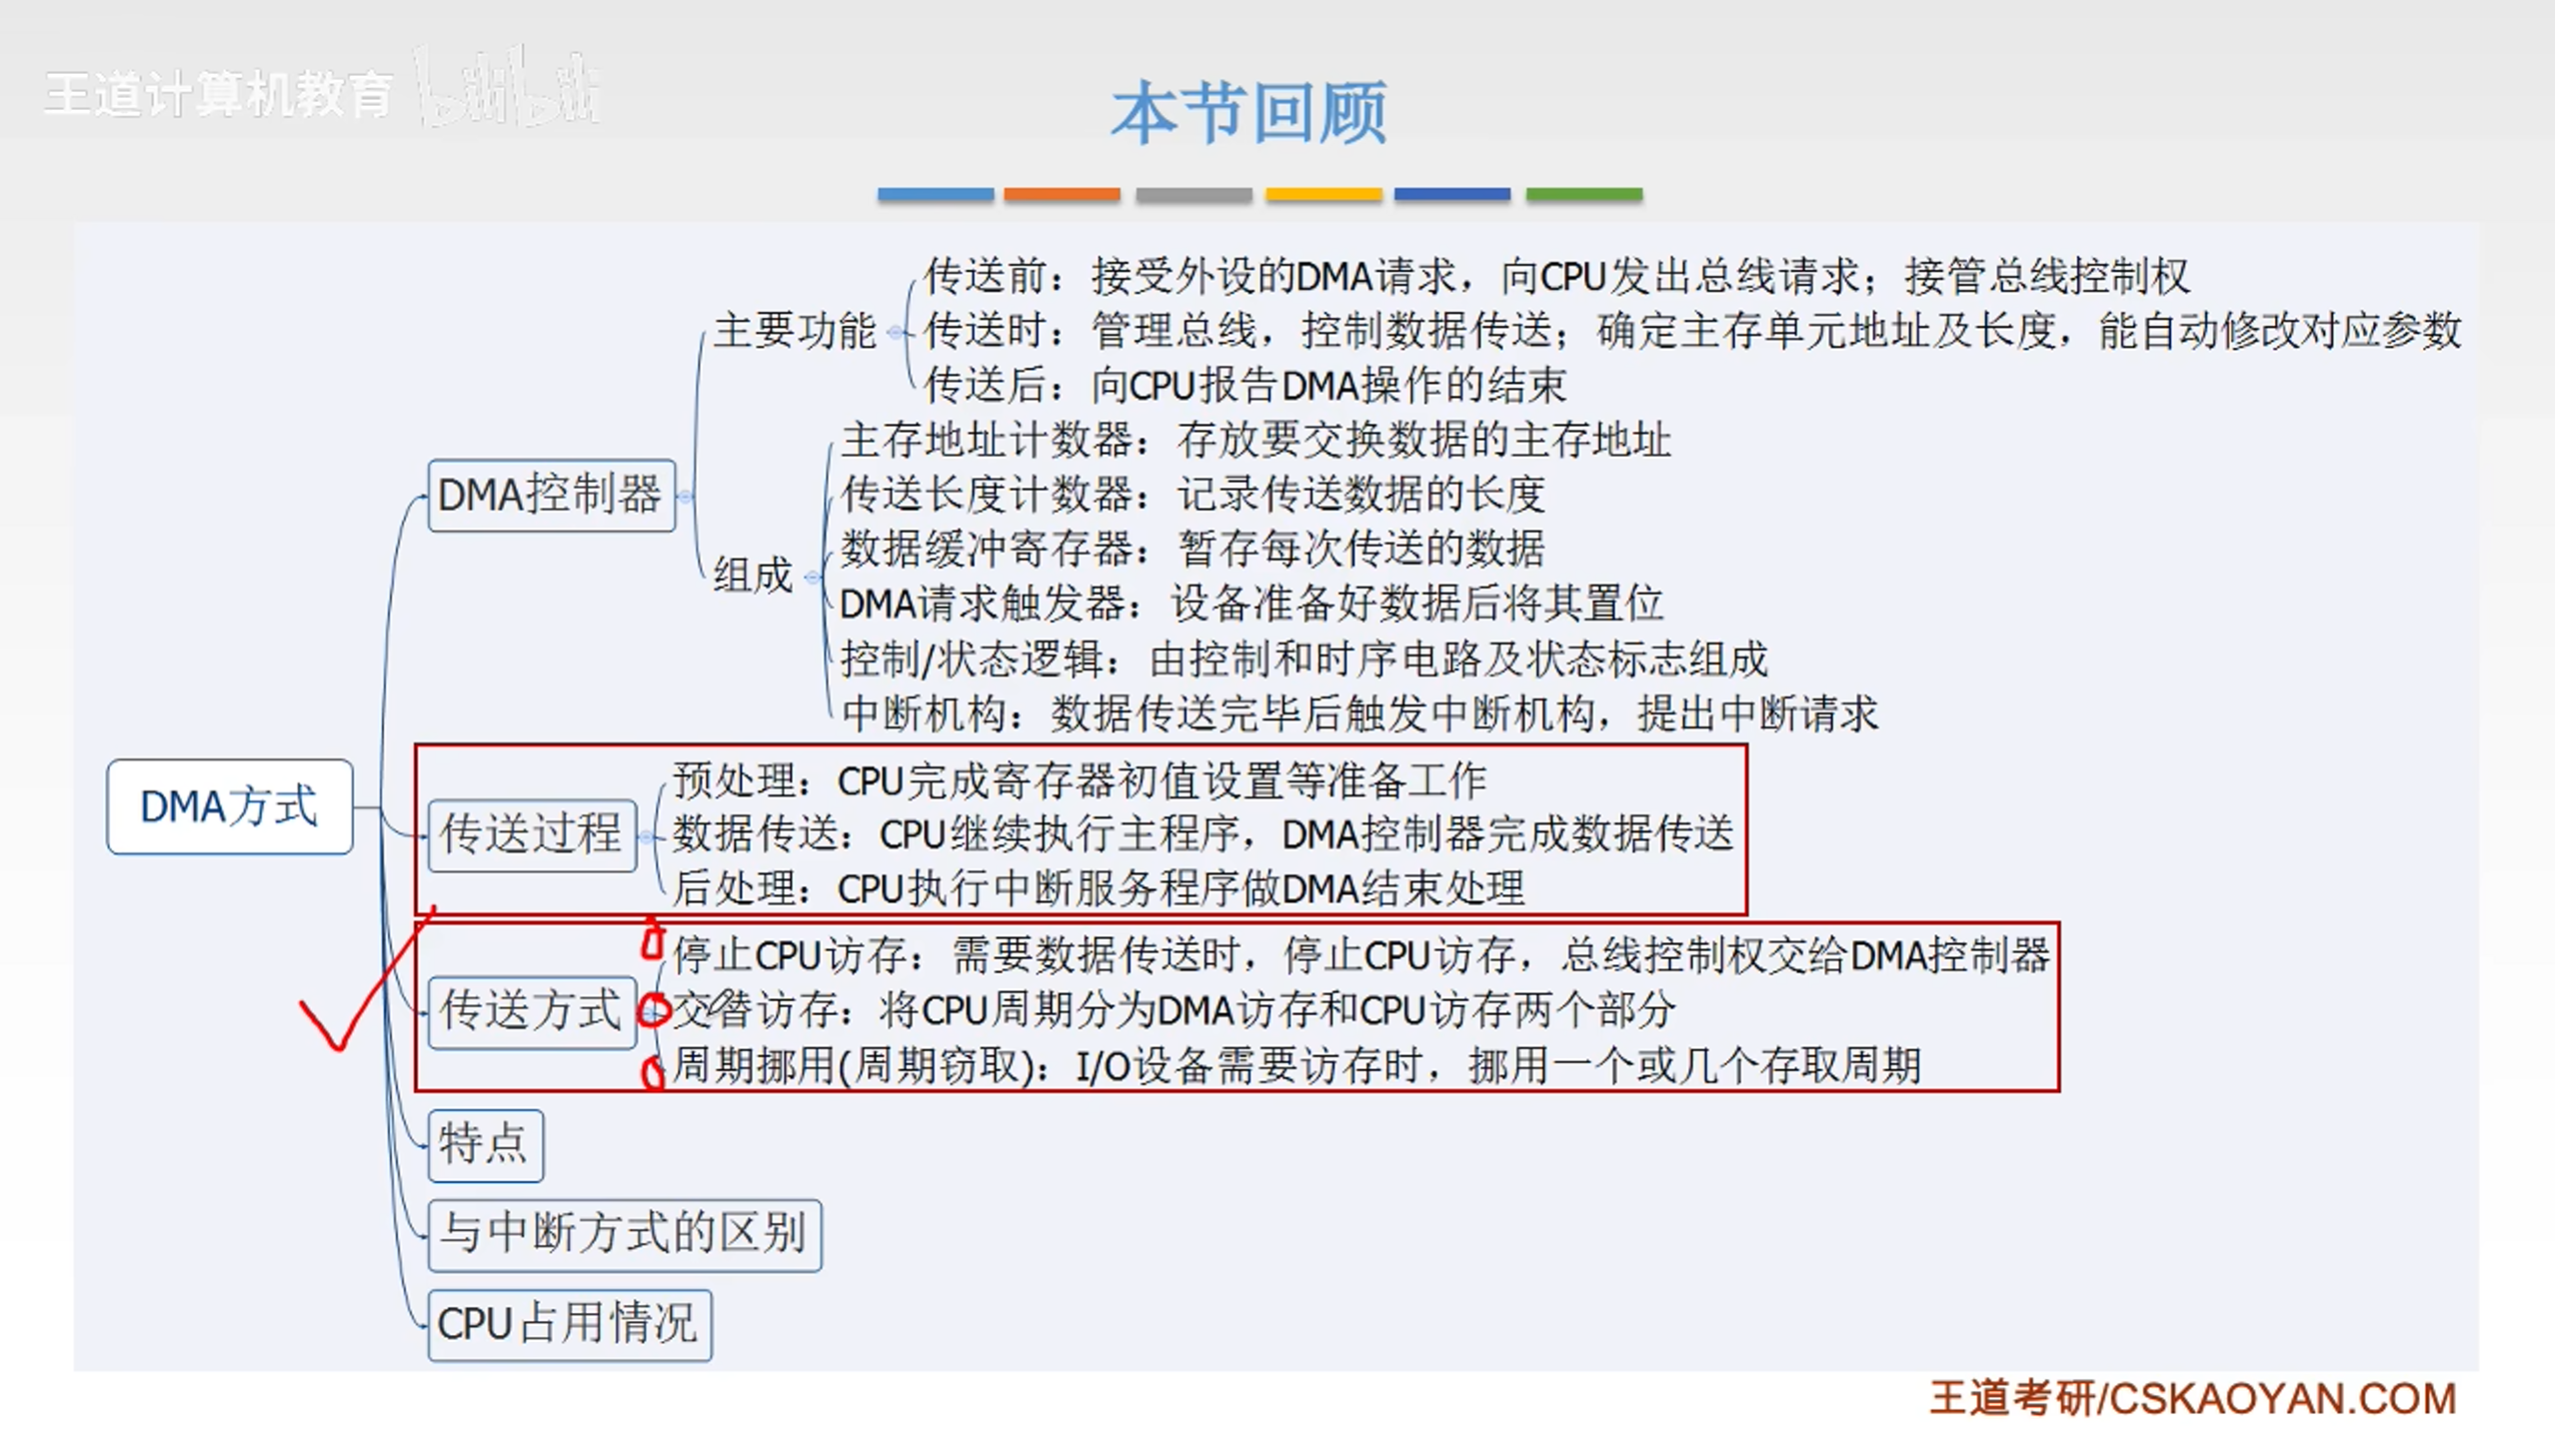 王道计算机教育 bilibili
本节回顾
传送前：接受外设的DMA请求，向CPU发出总线请求；接管总线控制权
主要功能
传送时：管理总线，控制数据传送；确定主存单元地址及长度，能自动修改对应参数
传送后：向CPU报告DMA操作的结束
主存地址计数器：存放要交换数据的主存地址
DMA控制器
传送长度计数器：记录传送数据的长度
数据缓冲寄存器：暂存每次传送的数据
组成
DMA请求触发器：设备准备好数据后将其置位
控制/状态逻辑：由控制和时序电路及状态标志组成
中断机构：数据传送完毕后触发中断机构，提出中断请求
DMA方式
预处理：CPU完成寄存器初值设置等准备工作
传送过程
数据传送：CPU继续执行主程序，DMA控制器完成数据传送
后处理：CPU执行中断服务程序做DMA结束处理
停止CPU访存：需要数据传送时，停止CPU访存，总线控制权交给DMA控制器
传送方式
交替访存：将CPU周期分为DMA访存和CPU访存两个部分
周期挪用(周期窃取)：I/O设备需要访存时，挪用一个或几个存取周期
特点
与中断方式的区别
CPU占用情况
王道考研/CSKAOYAN.COM